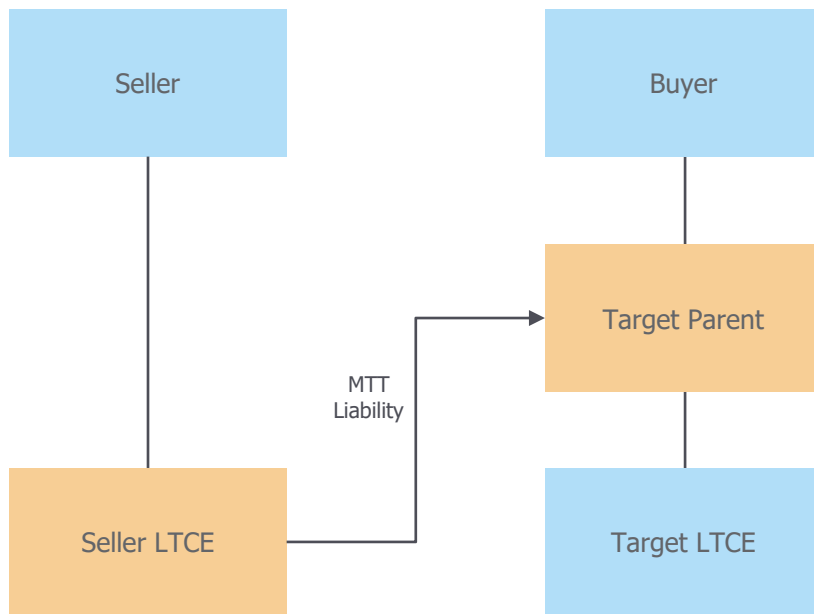 Seller
Buyer
Target Parent
MTT
Liability
Seller LTCE
Target LTCE